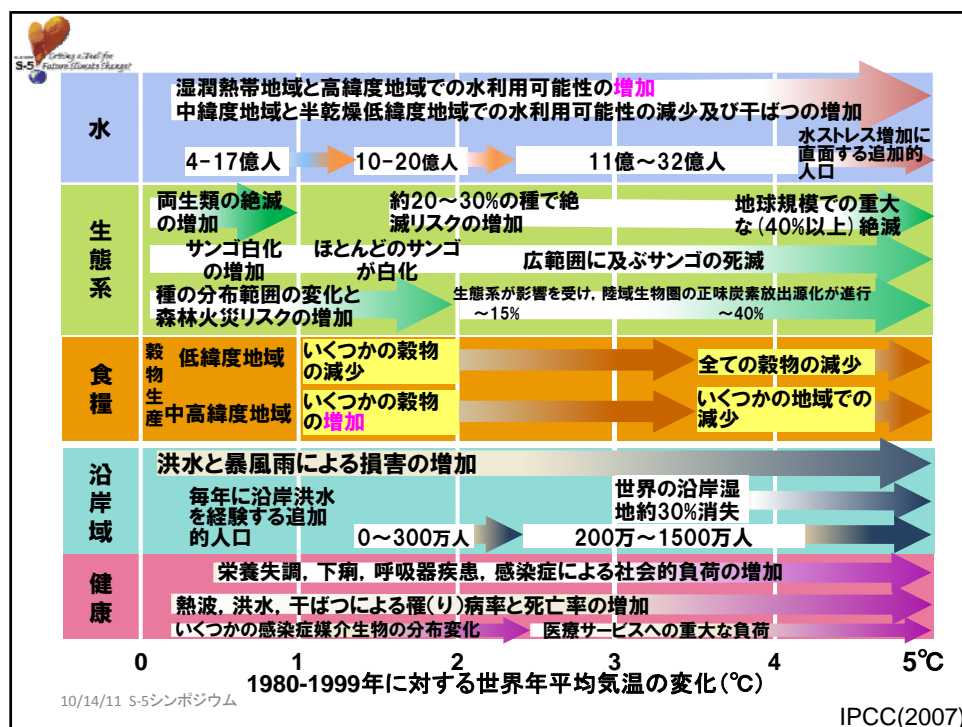 Getting a Feel for
S-5 Future Climate Change?
水
湿潤熱帯地域と高緯度地域での水利用可能性の増加
中緯度地域と半乾燥低緯度地域での水利用可能性の減少及び干ばつの増加
4-17億人
10-20億人
11億～32億人
水ストレス増加に
直面する追加的
人口
生態系
両生類の絶滅
の増加
約20～30%の種で絶
滅リスクの増加
地球規模での重大
な(40%以上)絶滅
サンゴ白化
の増加
ほとんどのサンゴ
が白化
広範囲に及ぶサンゴの死滅
種の分布範囲の変化と
森林火災リスクの増加
生態系が影響を受け，陸域生物圏の正味炭素放出源化が進行
～15%
～40%
食糧
穀物生産
低緯度地域
いくつかの穀物
の減少
全ての穀物の減少
中高緯度地域
いくつかの穀物
の増加
いくつかの地域での
減少
沿岸域
洪水と暴風雨による損害の増加
毎年に沿岸洪水
を経験する追加
的人口
世界の沿岸湿
地約30%消失
0～300万人
200万～1500万人
健康
栄養失調，下痢，呼吸器疾患，感染症による社会的負荷の増加
熱波，洪水，干ばつによる罹(り)病率と死亡率の増加
いくつかの感染症媒介生物の分布変化
医療サービスへの重大な負荷
0 1 2 3 4 5℃
1980-1999年に対する世界年平均気温の変化(℃)
10/14/11 S-5シンポジウム
IPCC(2007)